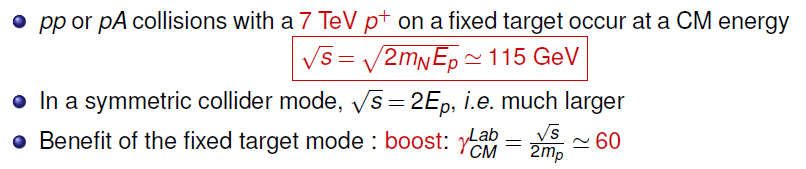 • pp or pA collisions with a 7 TeV p⁺ on a fixed target occur at a CM energy
√s = √(2m_N E_p) ≃ 115 GeV
• In a symmetric collider mode, √s = 2E_p, i.e. much larger
• Benefit of the fixed target mode : boost: γ_CM^Lab = √s / 2m_p ≃ 60